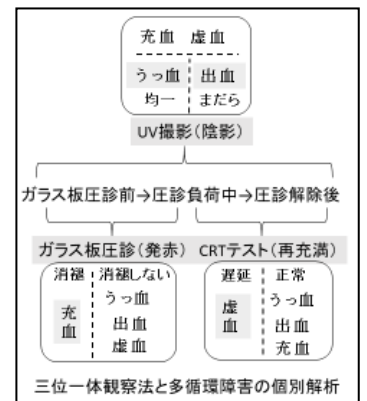 充血 虚血
うっ血 出血
均一 まだら
UV撮影(陰影)
ガラス板圧診前→圧診負荷中→圧診解除後
ガラス板圧診(発赤) CRTテスト(再充満)
消褪 消褪しない
充血
うっ血
出血
虚血
遅延 正常
虚血
うっ血
出血
充血
三位一体観察法と多循環障害の個別解析